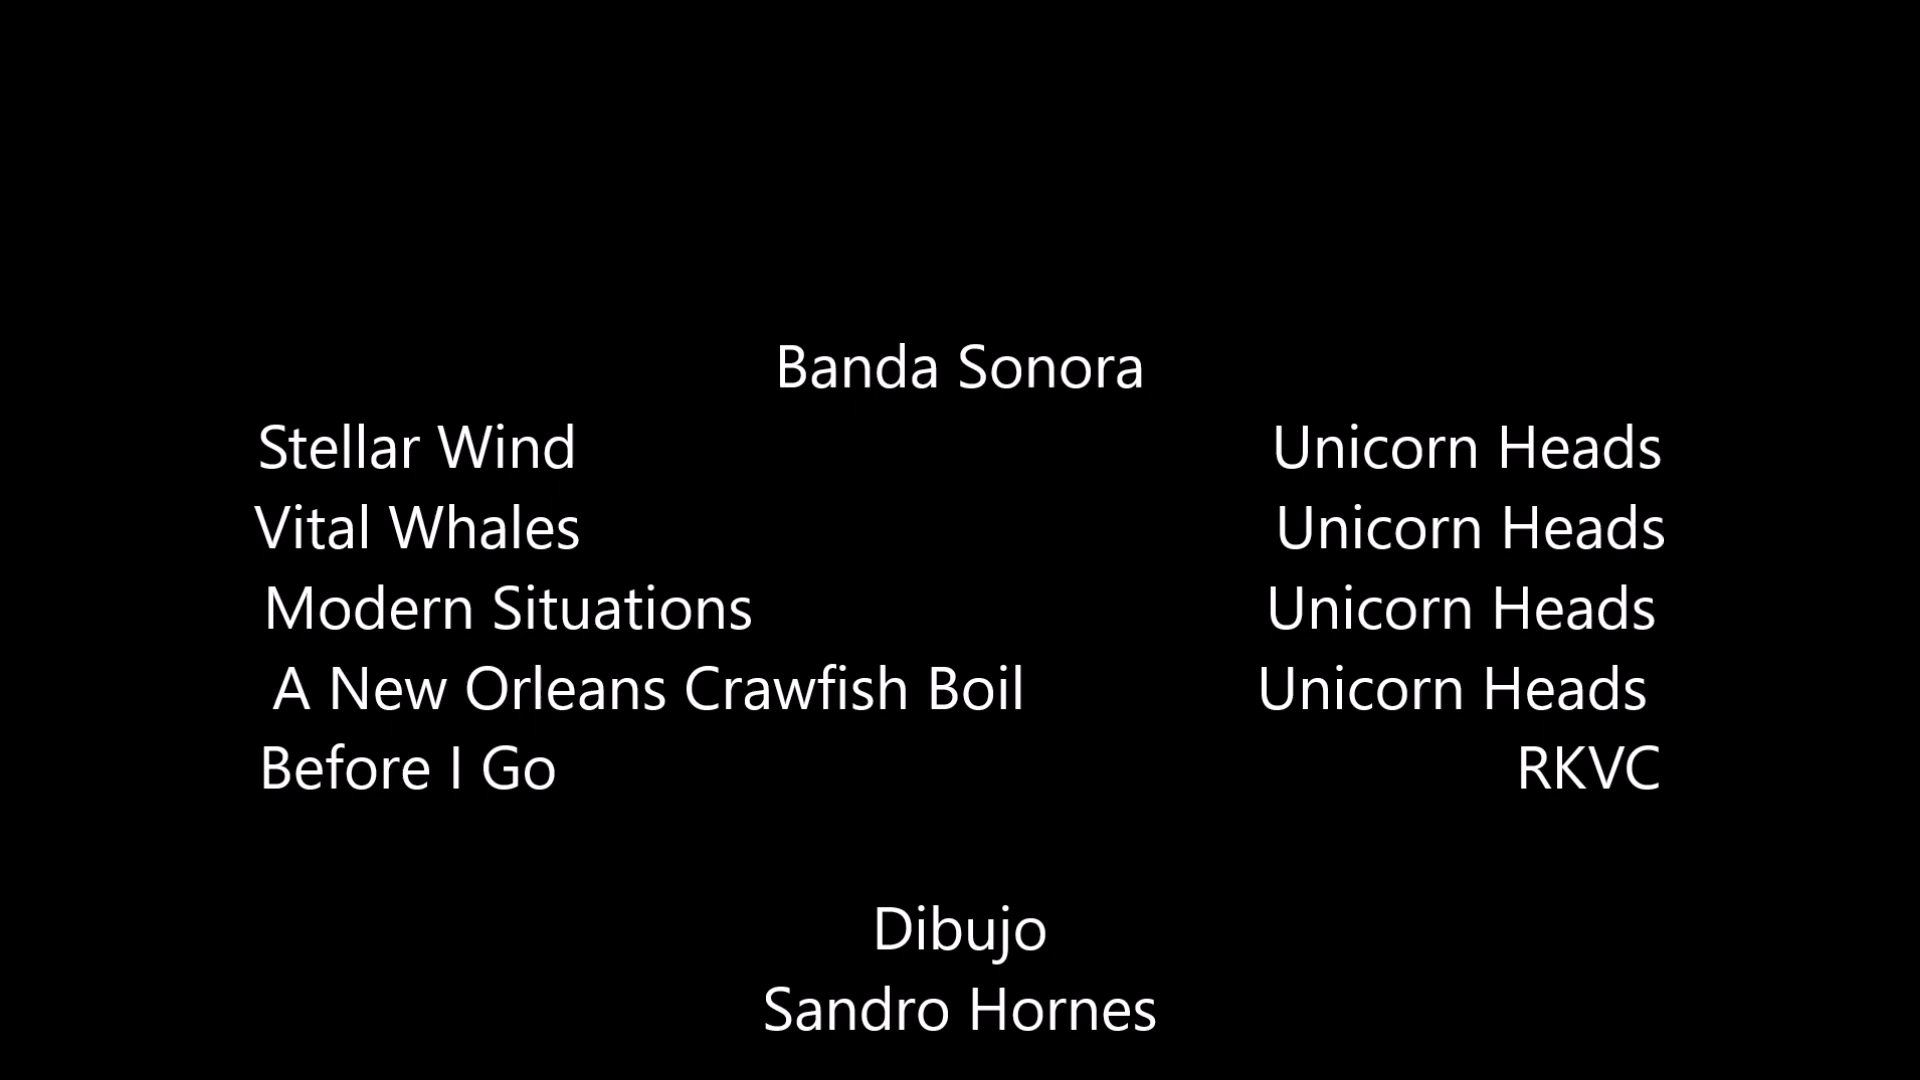 Banda Sonora
Stellar Wind Unicorn Heads
Vital Whales Unicorn Heads
Modern Situations Unicorn Heads
A New Orleans Crawfish Boil Unicorn Heads
Before I Go RKVC
Dibujo
Sandro Hornes